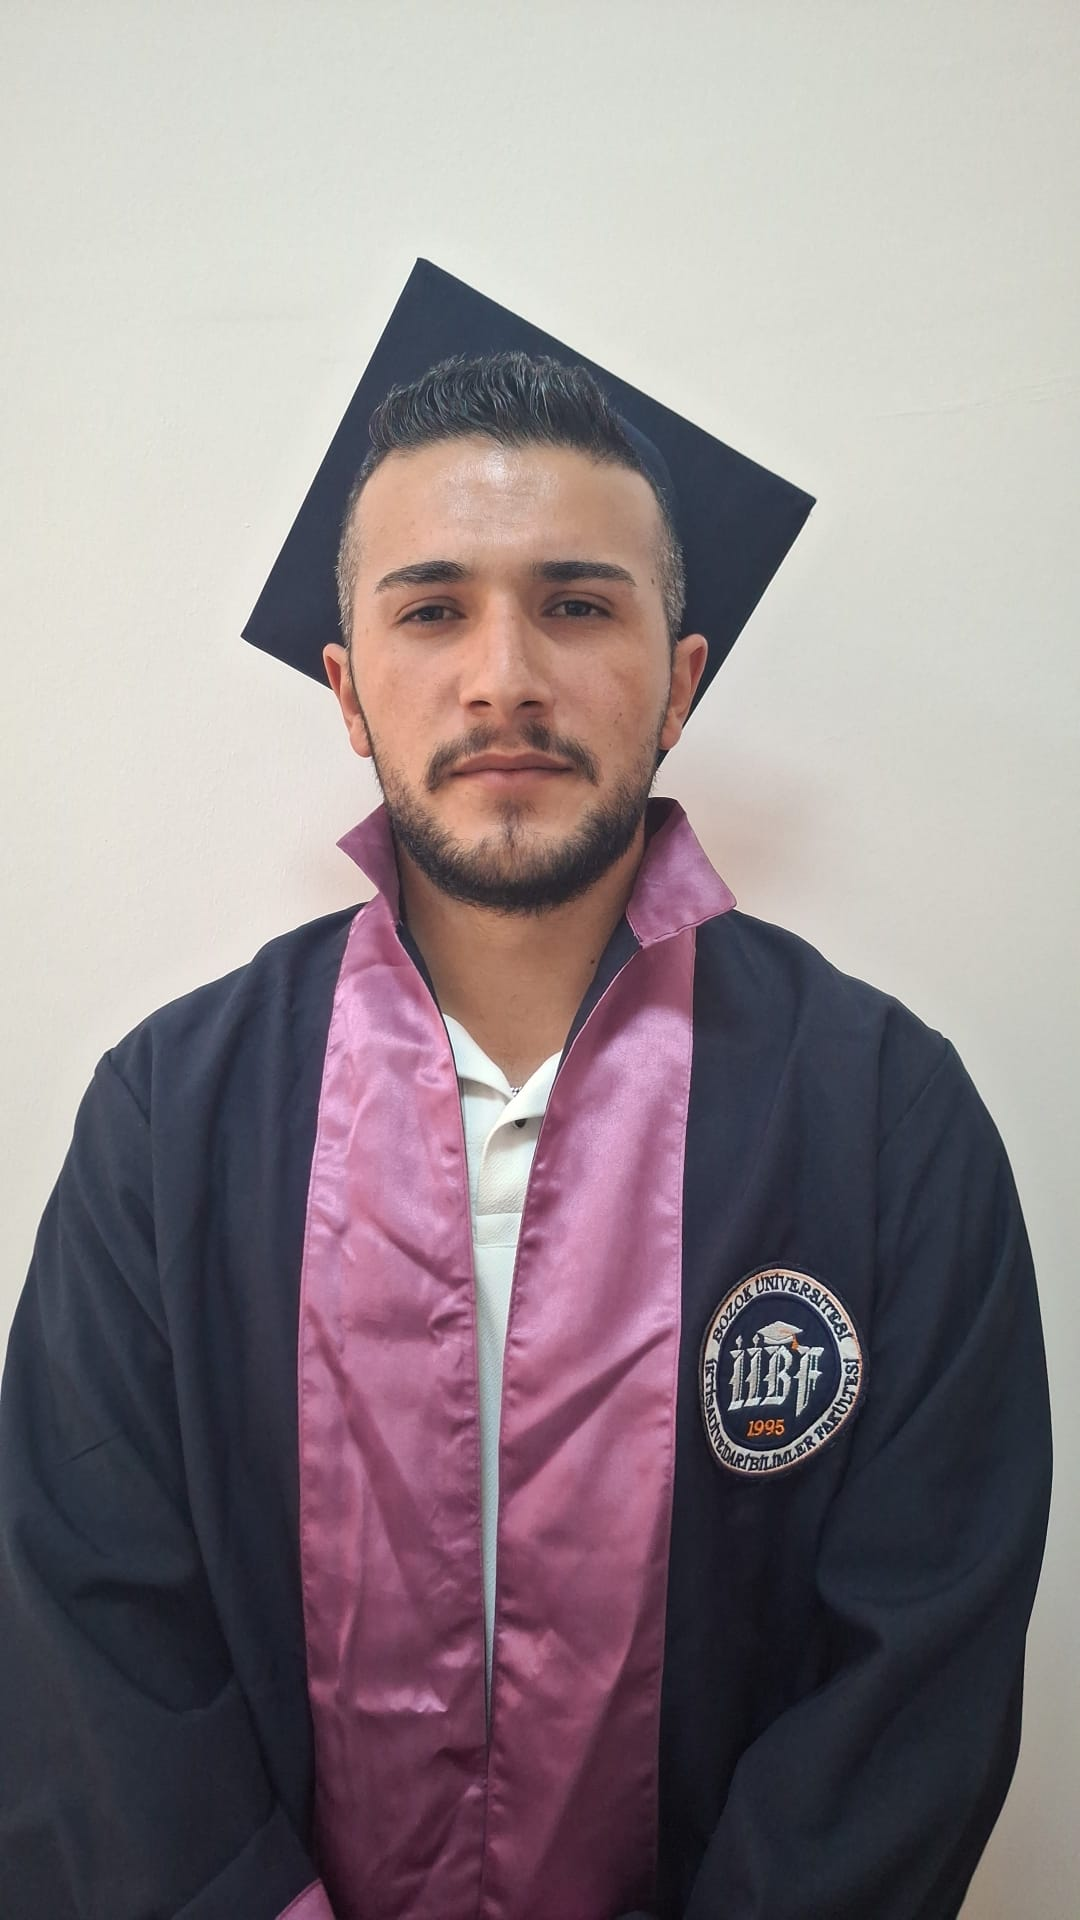 BOZOK ÜNİVERSİTESİ
İİBF
1995
İKTİSADİ VE İDARİ BİLİMLER FAKÜLTESİ